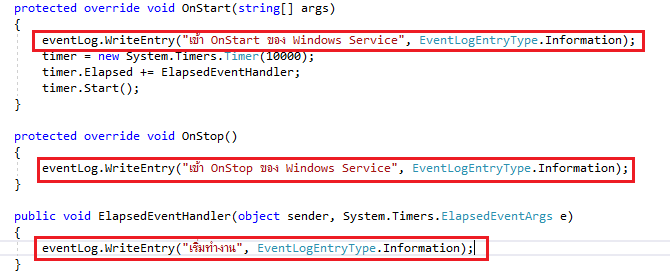 protected override void OnStart(string[] args)
{
eventLog.WriteEntry("เข้า OnStart ของ Windows Service", EventLogEntryType.Information);
timer = new System.Timers.Timer(10000);
timer.Elapsed += ElapsedEventHandler;
timer.Start();
}
protected override void OnStop()
{
eventLog.WriteEntry("เข้า OnStop ของ Windows Service", EventLogEntryType.Information);
}
public void ElapsedEventHandler(object sender, System.Timers.ElapsedEventArgs e)
{
eventLog.WriteEntry("เริ่มทำงาน", EventLogEntryType.Information);
}